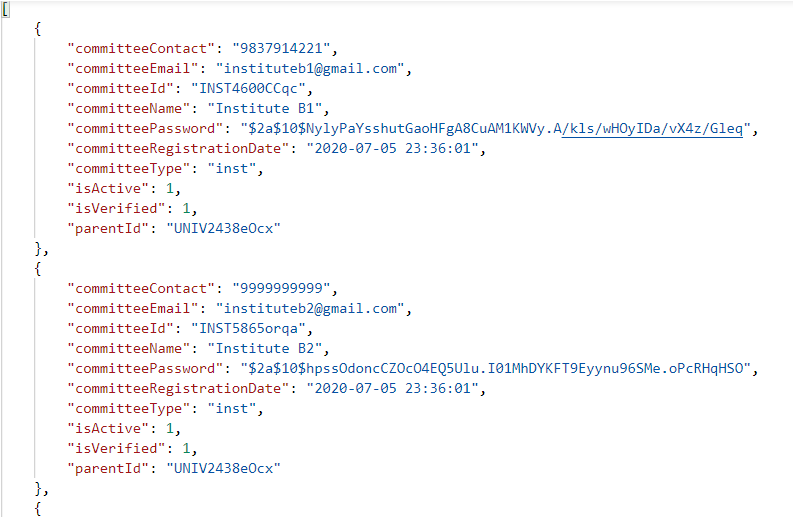 [
{
"committeeContact": "9837914221",
"committeeEmail": "instituteb1@gmail.com",
"committeeId": "INST4600CCqc",
"committeeName": "Institute B1",
"committeePassword": "$2a$10$NylyPaYsshutGaoHFgA8CuAM1KWVy.A/kls/wHOyIDa/vX4z/Gleq",
"committeeRegistrationDate": "2020-07-05 23:36:01",
"committeeType": "inst",
"isActive": 1,
"isVerified": 1,
"parentId": "UNIV2438eOcx"
},
{
"committeeContact": "9999999999",
"committeeEmail": "instituteb2@gmail.com",
"committeeId": "INST5865orqa",
"committeeName": "Institute B2",
"committeePassword": "$2a$10$hpssOdoncCZOcO4EQ5Ulu.I01MhDYKFT9Eyynu96SMe.oPcRHqHSO",
"committeeRegistrationDate": "2020-07-05 23:36:01",
"committeeType": "inst",
"isActive": 1,
"isVerified": 1,
"parentId": "UNIV2438eOcx"
},
{